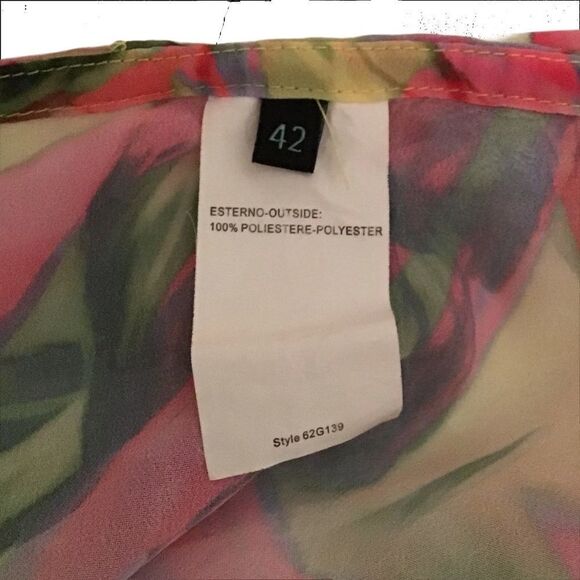 42
ESTERNO-OUTSIDE:
100% POLIESTERE-POLYESTER
Style 62G139